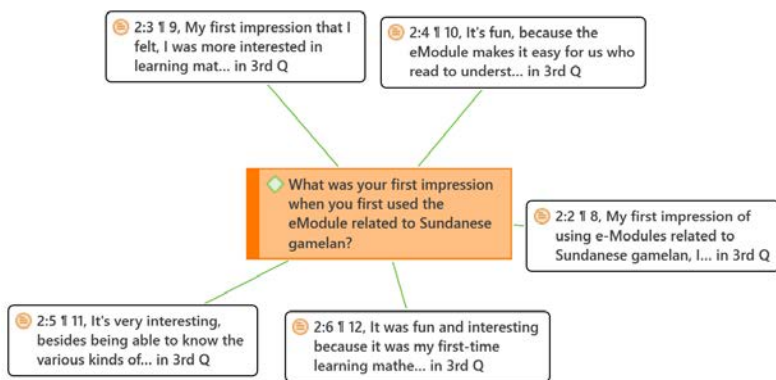 2:3 ¶ 9, My first impression that I
felt, I was more interested in
learning mat... in 3rd Q
2:4 ¶ 10, It's fun, because the
eModule makes it easy for us who
read to underst... in 3rd Q
What was your first impression
when you first used the
eModule related to Sundanese
gamelan?
2:2 ¶ 8, My first impression of
using e-Modules related to
Sundanese gamelan, I... in 3rd Q
2:5 ¶ 11, It's very interesting,
besides being able to know the
various kinds of... in 3rd Q
2:6 ¶ 12, It was fun and interesting
because it was my first-time
learning mathe... in 3rd Q